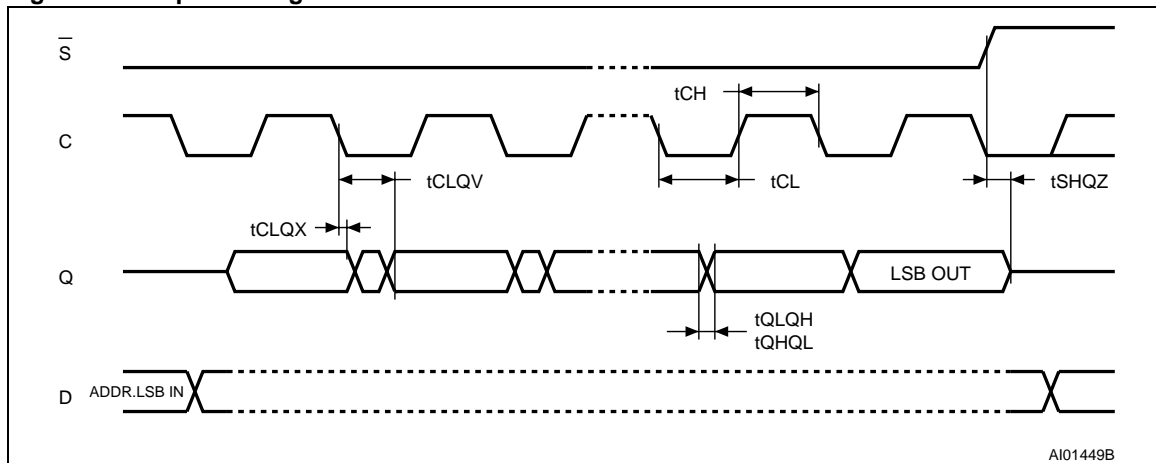 S
tCH
C
tCLQV
tCL
tSHQZ
tCLQX
Q
LSB OUT
tQLQH
tQHQL
D
ADDR.LSB IN
AI01449B